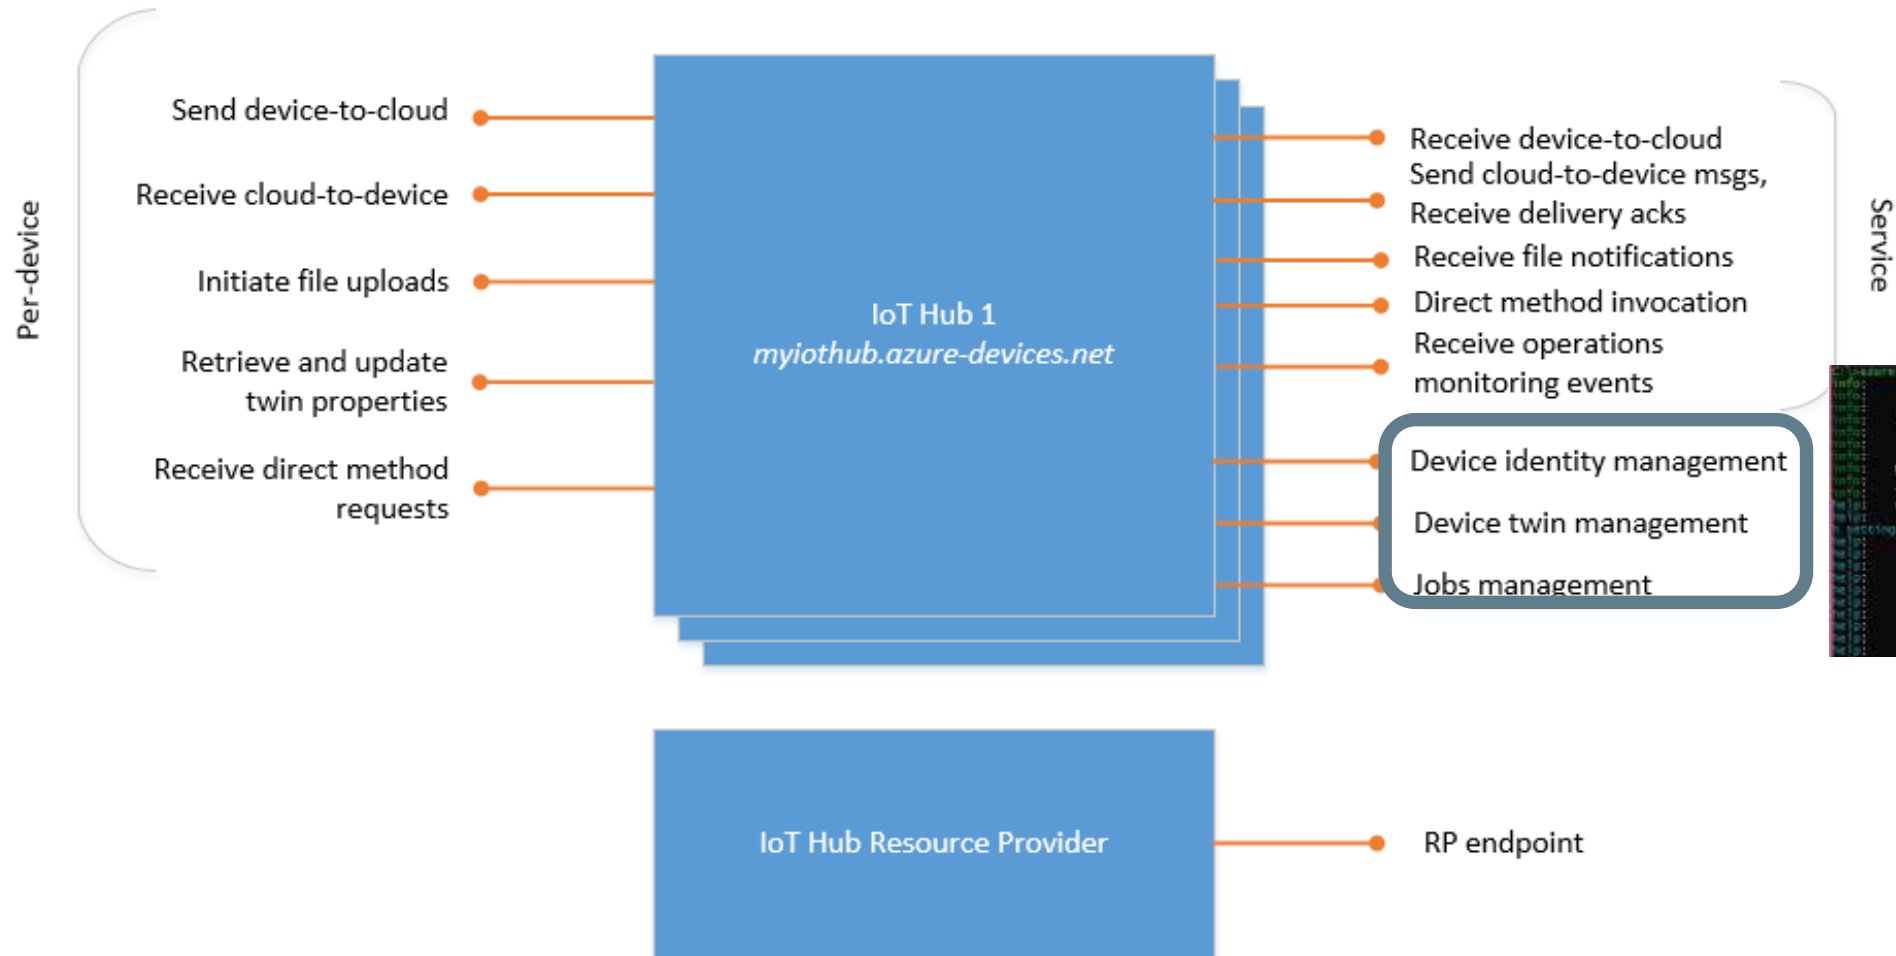 Per-device
Send device-to-cloud
Receive cloud-to-device
Initiate file uploads
Retrieve and update
twin properties
Receive direct method
requests
IoT Hub 1
myiothub.azure-devices.net
Receive device-to-cloud
Send cloud-to-device msgs,
Receive delivery acks
Receive file notifications
Direct method invocation
Receive operations
monitoring events
Service
Device identity management
Device twin management
Jobs management
IoT Hub Resource Provider
RP endpoint